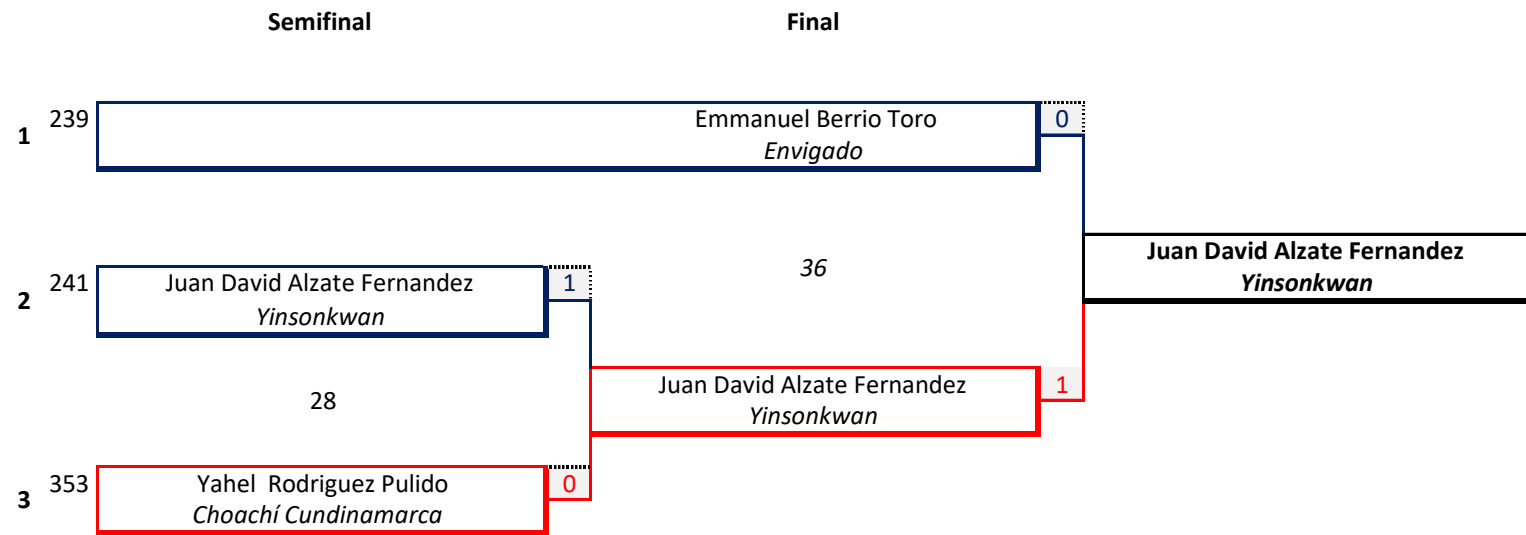 Semifinal Final
1 239 Emmanuel Berrio Toro 0
Envigado
Juan David Alzate Fernandez
Yinsonkwan
36
2 241 Juan David Alzate Fernandez 1
Yinsonkwan
Juan David Alzate Fernandez 1
Yinsonkwan
28
3 353 Yahel Rodriguez Pulido 0
Choachí Cundinamarca